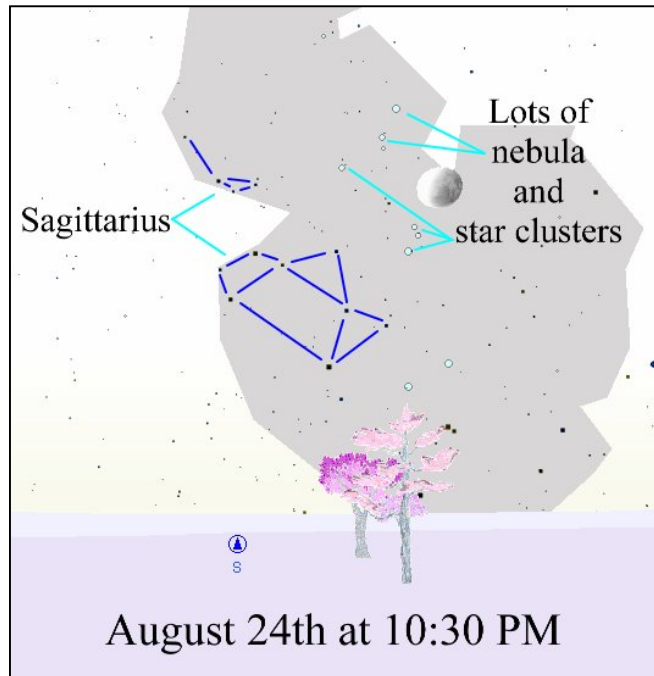 Lots of
nebula
and
star clusters
Sagittarius
S
August 24th at 10:30 PM